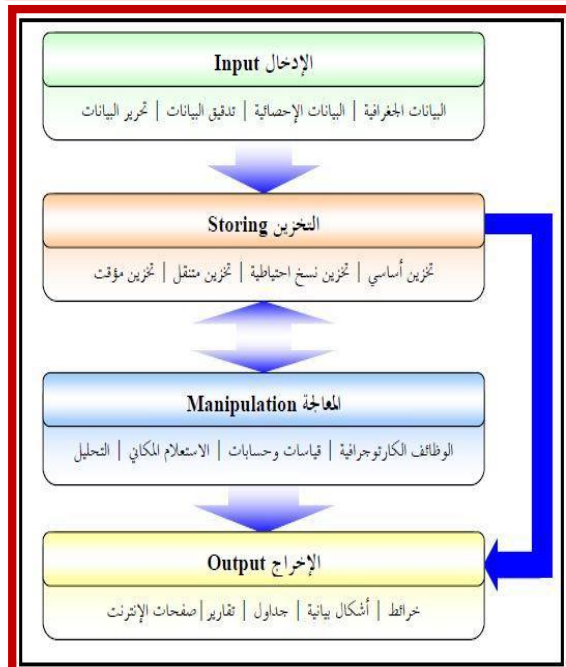 الإدخال Input
البيانات الجغرافية | البيانات الإحصائية | تدقيق البيانات | تحرير البيانات
التخزين Storing
تخزين أساسي | تخزين نسخ احتياطية | تخزين متنقل | تخزين مؤقت
المعالجة Manipulation
الوظائف الكارتوجرافية | قياسات وحسابات | الاستعلام المكاني | التحليل
الإخراج Output
خرائط | أشكال بيانية | جداول | تقارير | صفحات الإنترنت